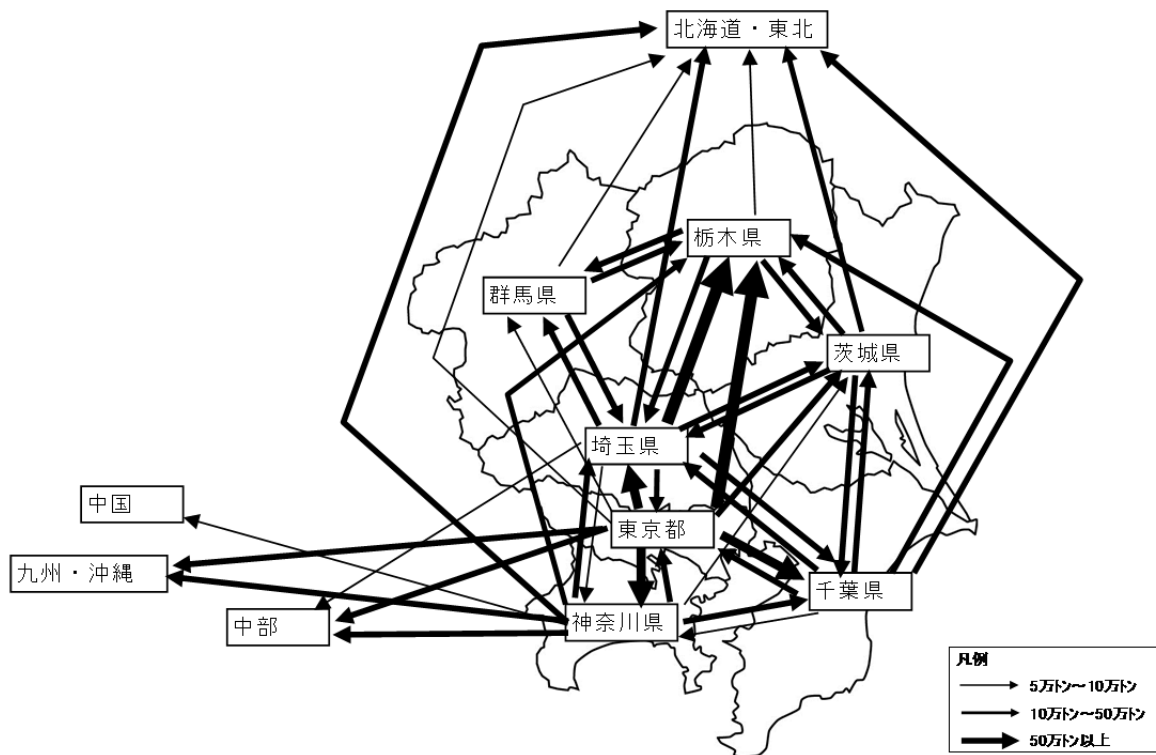 北海道・東北
栃木県
群馬県
茨城県
埼玉県
中国
東京都
九州・沖縄
千葉県
中部
神奈川県
凡例
5万トン～10万トン
10万トン～50万トン
50万トン以上